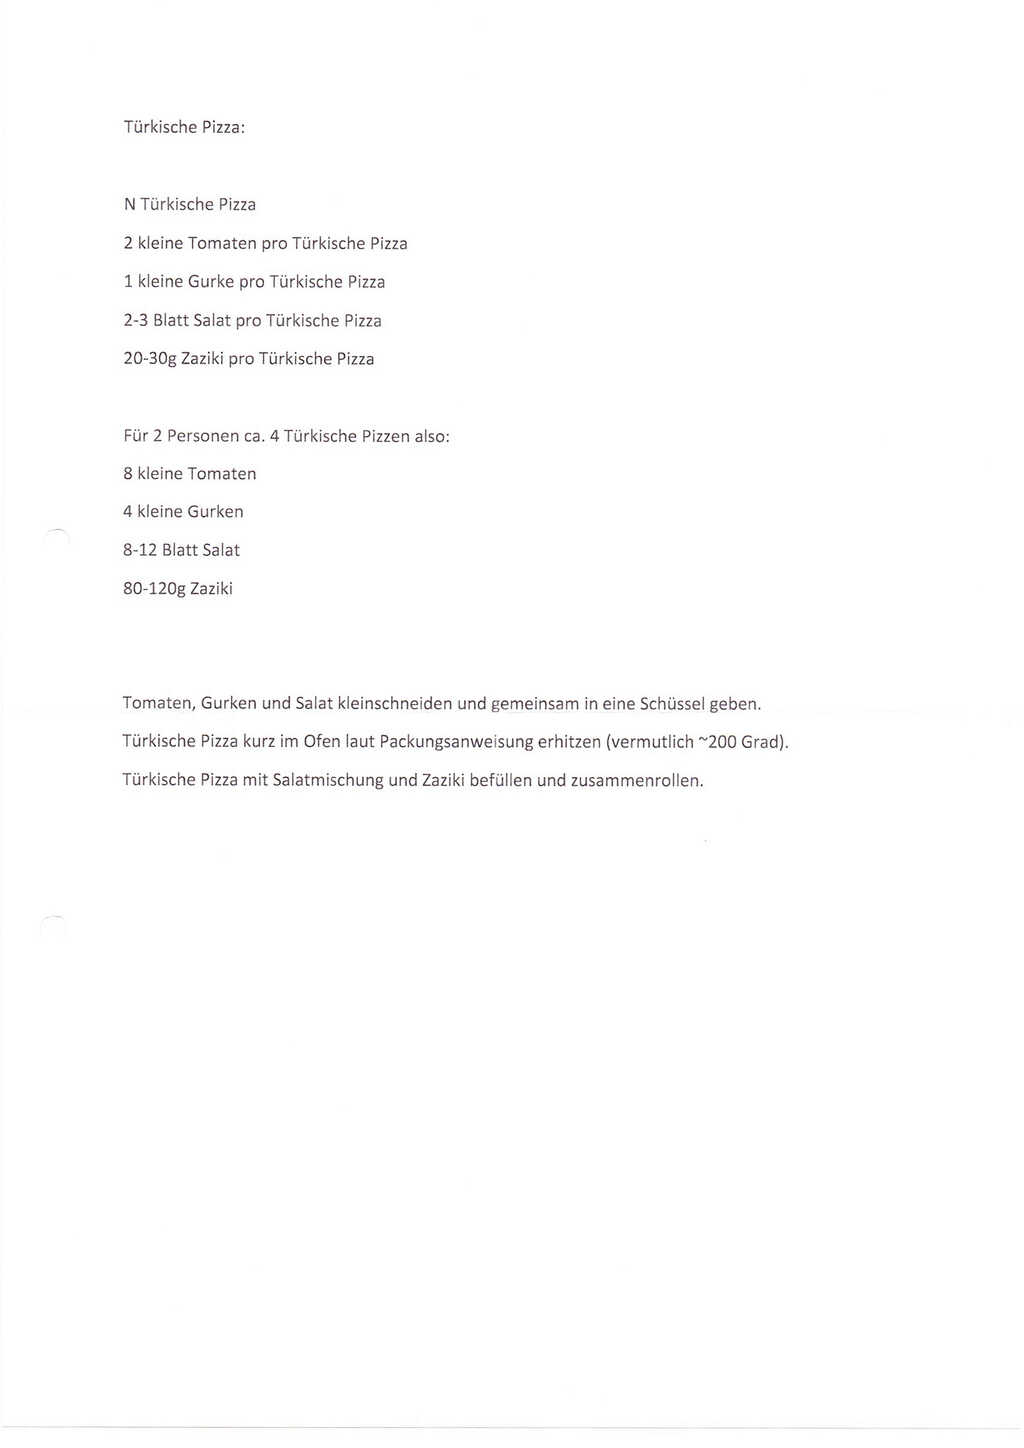 Türkische Pizza:
N Türkische Pizza
2 kleine Tomaten pro Türkische Pizza
1 kleine Gurke pro Türkische Pizza
2-3 Blatt Salat pro Türkische Pizza
20-30g Zaziki pro Türkische Pizza
Für 2 Personen ca. 4 Türkische Pizzen also:
8 kleine Tomaten
4 kleine Gurken
8-12 Blatt Salat
80-120g Zaziki
Tomaten, Gurken und Salat kleinschneiden und gemeinsam in eine Schüssel geben.
Türkische Pizza kurz im Ofen laut Packungsanweisung erhitzen (vermutlich ~200 Grad).
Türkische Pizza mit Salatmischung und Zaziki befüllen und zusammenrollen.